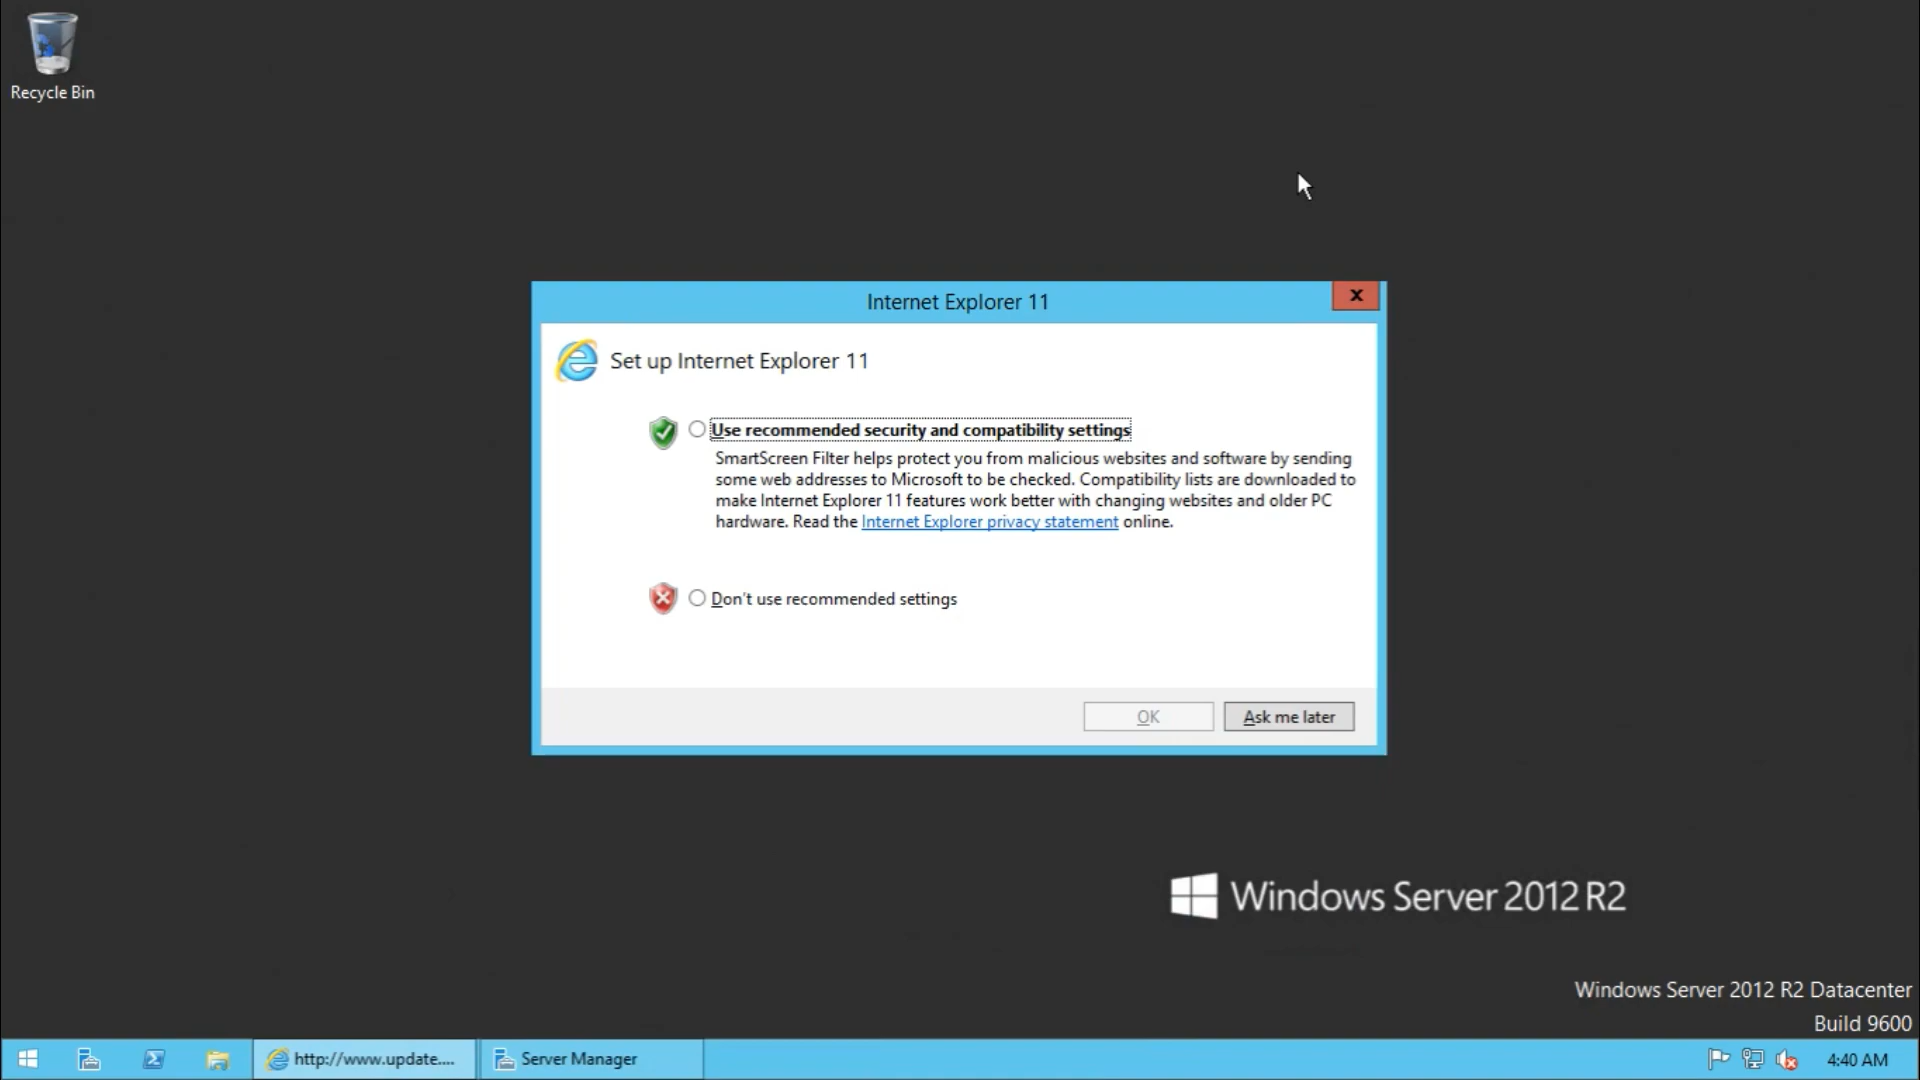 Recycle Bin
Internet Explorer 11
x
Set up Internet Explorer 11
Use recommended security and compatibility settings
SmartScreen Filter helps protect you from malicious websites and software by sending
some web addresses to Microsoft to be checked. Compatibility lists are downloaded to
make Internet Explorer 11 features work better with changing websites and older PC
hardware. Read the Internet Explorer privacy statement online.
Don't use recommended settings
OK
Ask me later
Windows Server 2012 R2
Windows Server 2012 R2 Datacenter
Build 9600
http://www.update....
Server Manager
4:40 AM